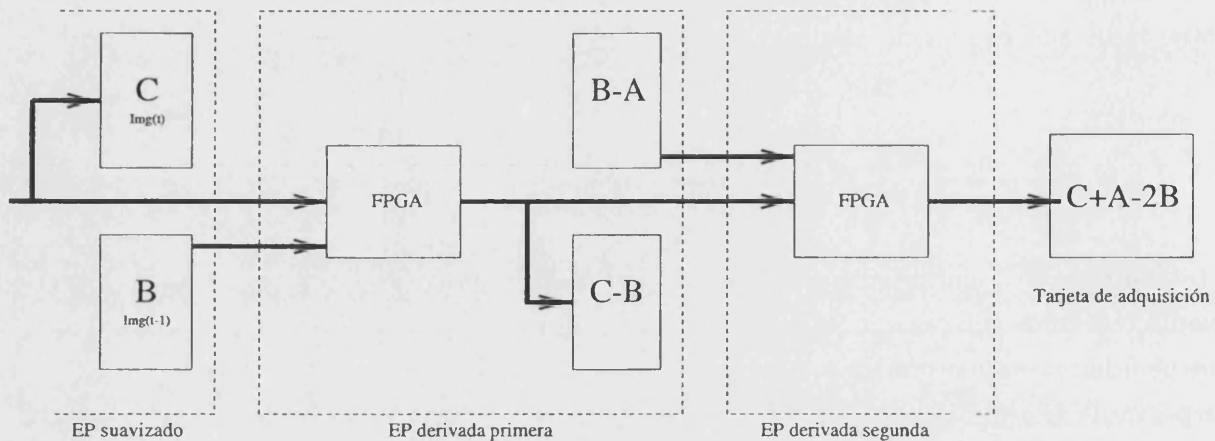 C
Img(t)
B
Img(t-1)
EP suavizado
FPGA
B-A
C-B
EP derivada primera
FPGA
EP derivada segunda
C+A-2B
Tarjeta de adquisición